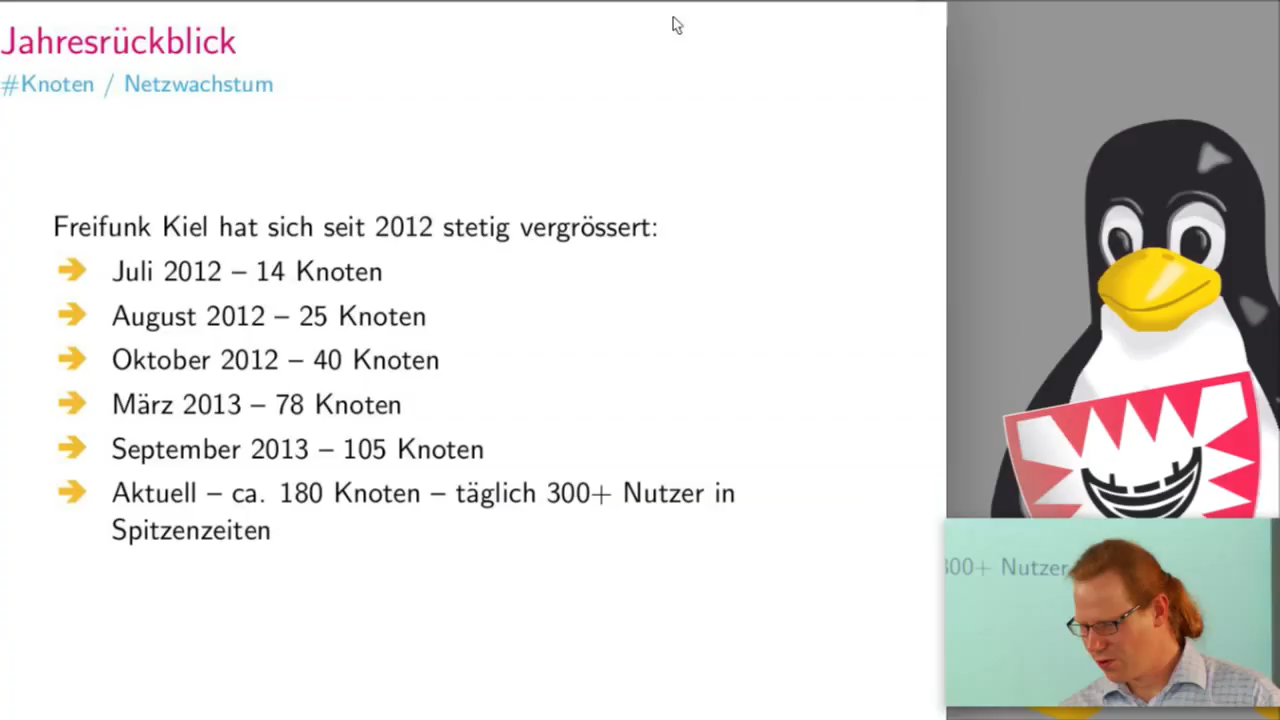 Jahresrückblick
#Knoten / Netzwachstum
Freifunk Kiel hat sich seit 2012 stetig vergrössert:
Juli 2012 – 14 Knoten
August 2012 – 25 Knoten
Oktober 2012 – 40 Knoten
März 2013 – 78 Knoten
September 2013 – 105 Knoten
Aktuell – ca. 180 Knoten – täglich 300+ Nutzer in
Spitzenzeiten
300+ Nutzer